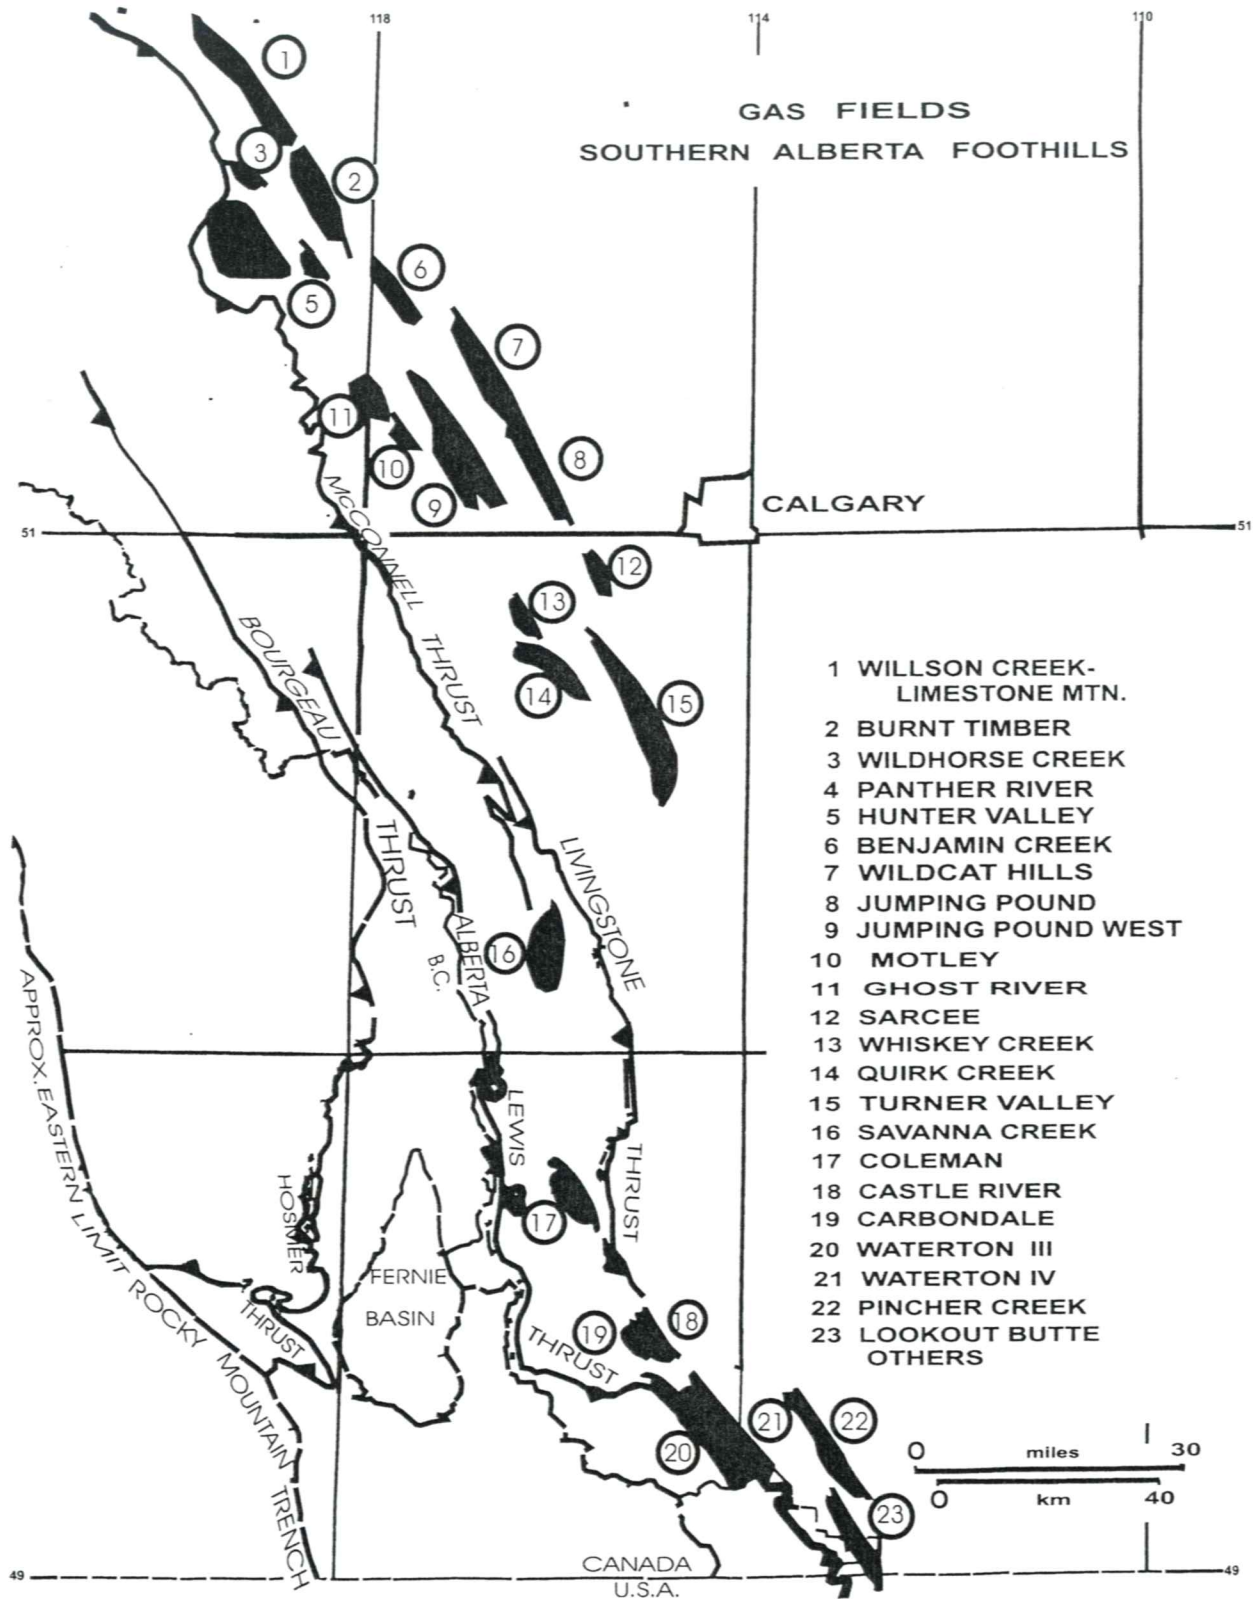 118
114
110
GAS FIELDS
SOUTHERN ALBERTA FOOTHILLS
1
3
2
6
5
7
11
8
10
9
CALGARY
51
51
McCONNELL THRUST
12
13
BOURGEAU THRUST
14
15
1 WILLSON CREEK-
LIMESTONE MTN.
2 BURNT TIMBER
3 WILDHORSE CREEK
4 PANTHER RIVER
5 HUNTER VALLEY
6 BENJAMIN CREEK
7 WILDCAT HILLS
8 JUMPING POUND
9 JUMPING POUND WEST
10 MOTLEY
11 GHOST RIVER
12 SARCEE
13 WHISKEY CREEK
14 QUIRK CREEK
15 TURNER VALLEY
16 SAVANNA CREEK
17 COLEMAN
18 CASTLE RIVER
19 CARBONDALE
20 WATERTON III
21 WATERTON IV
22 PINCHER CREEK
23 LOOKOUT BUTTE
OTHERS
LIVINGSTONE THRUST
16
ALBERTA
B.C.
APPROX. EASTERN LIMIT ROCKY MOUNTAIN TRENCH
LEWIS THRUST
HOSMER THRUST
17
FERNIE
BASIN
19
18
20
21
22
23
0 miles 30
0 km 40
49
CANADA
U.S.A.
49